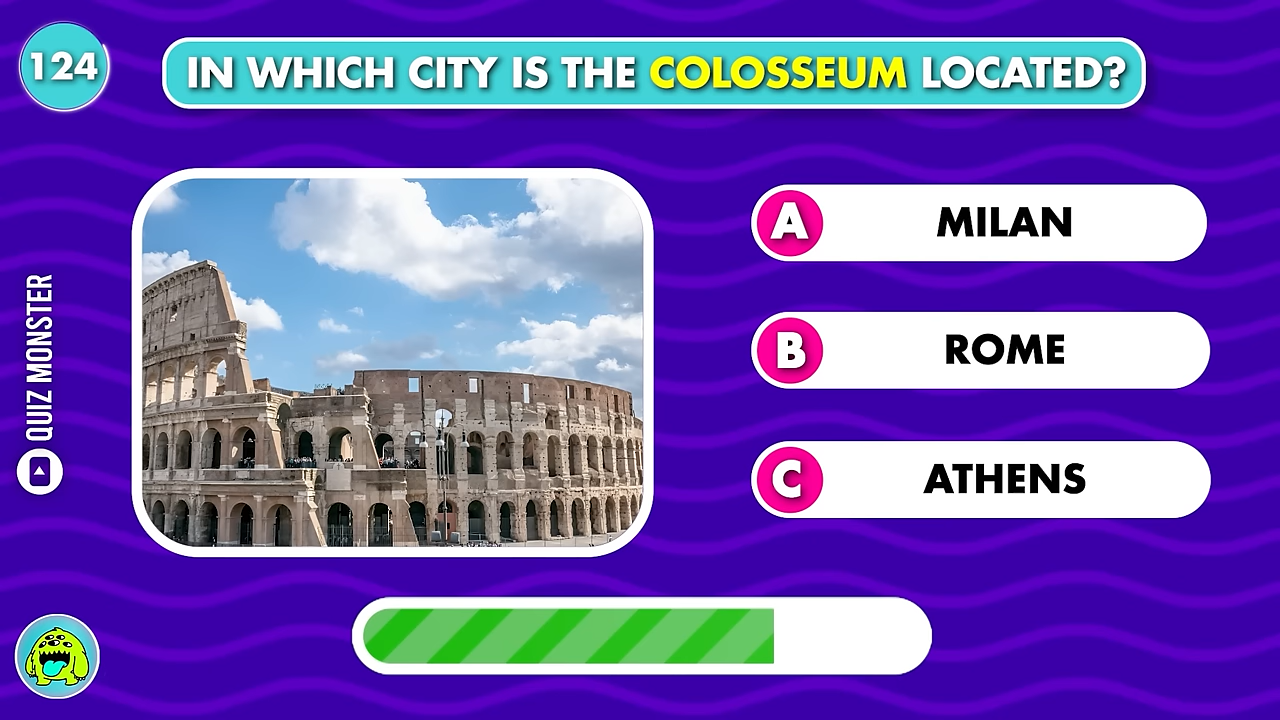 124
IN WHICH CITY IS THE COLOSSEUM LOCATED?
QUIZ MONSTER
A MILAN
B ROME
C ATHENS